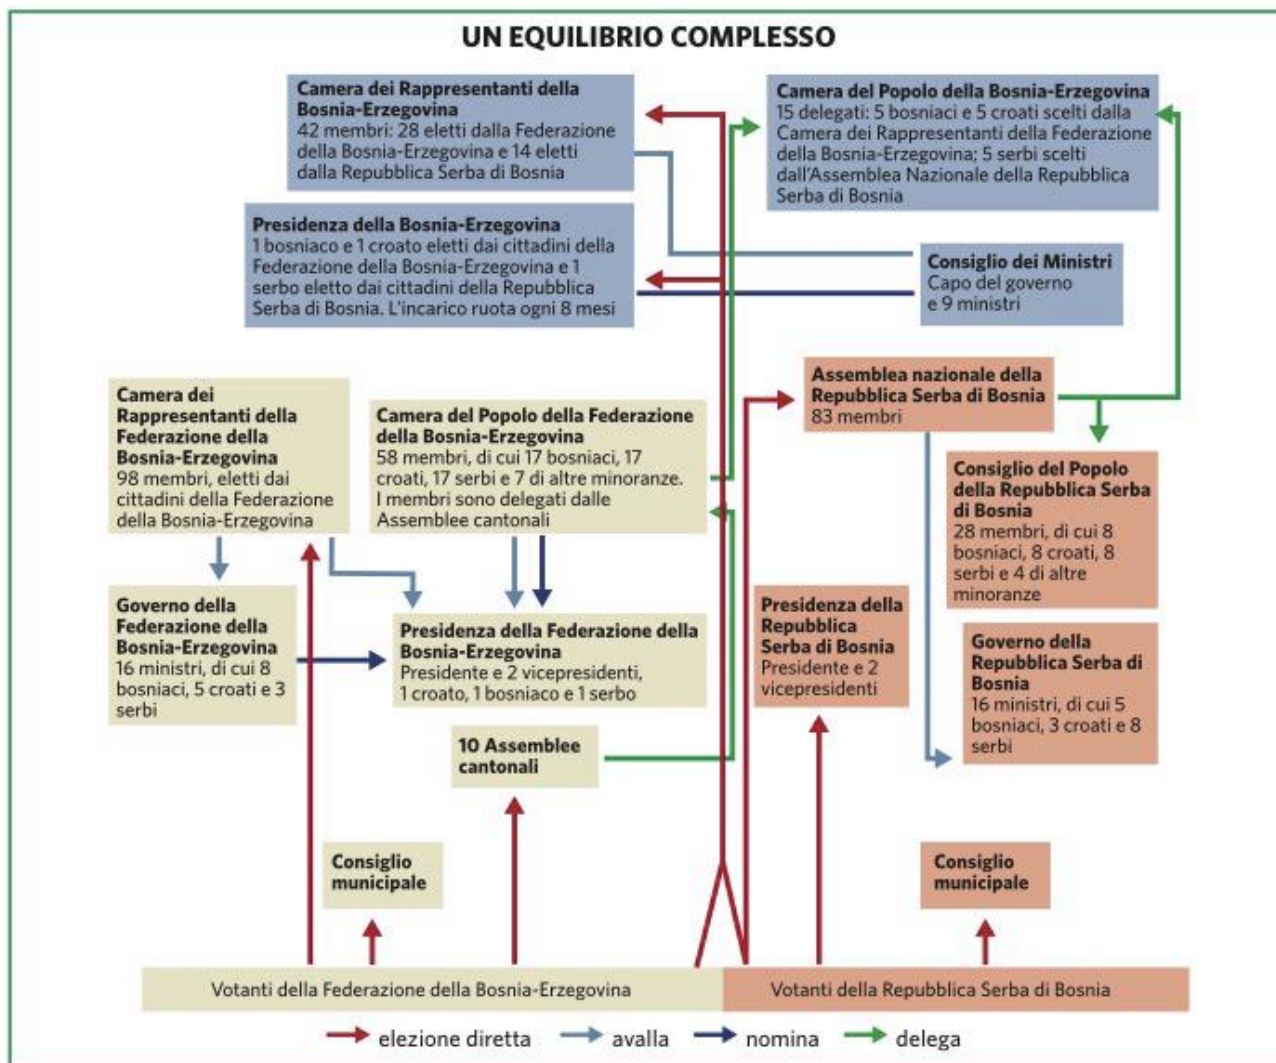 UN EQUILIBRIO COMPLESSO
Camera dei Rappresentanti della
Bosnia-Erzegovina
42 membri: 28 eletti dalla Federazione
della Bosnia-Erzegovina e 14 eletti
dalla Repubblica Serba di Bosnia
Camera del Popolo della Bosnia-Erzegovina
15 delegati: 5 bosniaci e 5 croati scelti dalla
Camera dei Rappresentanti della Federazione
della Bosnia-Erzegovina; 5 serbi scelti
dall'Assemblea Nazionale della Repubblica
Serba di Bosnia
Presidenza della Bosnia-Erzegovina
1 bosniaco e 1 croato eletti dai cittadini della
Federazione della Bosnia-Erzegovina e 1
serbo eletto dai cittadini della Repubblica
Serba di Bosnia. L'incarico ruota ogni 8 mesi
Consiglio dei Ministri
Capo del governo
e 9 ministri
Camera dei
Rappresentanti della
Federazione della
Bosnia-Erzegovina
98 membri, eletti dai
cittadini della Federazione
della Bosnia-Erzegovina
Camera del Popolo della Federazione
della Bosnia-Erzegovina
58 membri, di cui 17 bosniaci, 17
croati, 17 serbi e 7 di altre minoranze.
I membri sono delegati dalle
Assemblee cantonali
Assemblea nazionale della
Repubblica Serba di Bosnia
83 membri
Consiglio del Popolo
della Repubblica Serba
di Bosnia
28 membri, di cui 8
bosniaci, 8 croati, 8
serbi e 4 di altre
minoranze
Governo della
Federazione della
Bosnia-Erzegovina
16 ministri, di cui 8
bosniaci, 5 croati e 3
serbi
Presidenza della Federazione della
Bosnia-Erzegovina
Presidente e 2 vicepresidenti,
1 croato, 1 bosniaco e 1 serbo
Presidenza della
Repubblica
Serba di Bosnia
Presidente e 2
vicepresidenti
Governo della
Repubblica Serba di
Bosnia
16 ministri, di cui 5
bosniaci, 3 croati e 8
serbi
10 Assemblee
cantonali
Consiglio
municipale
Consiglio
municipale
Votanti della Federazione della Bosnia-Erzegovina
Votanti della Repubblica Serba di Bosnia
elezione diretta
avalla
nomina
delega